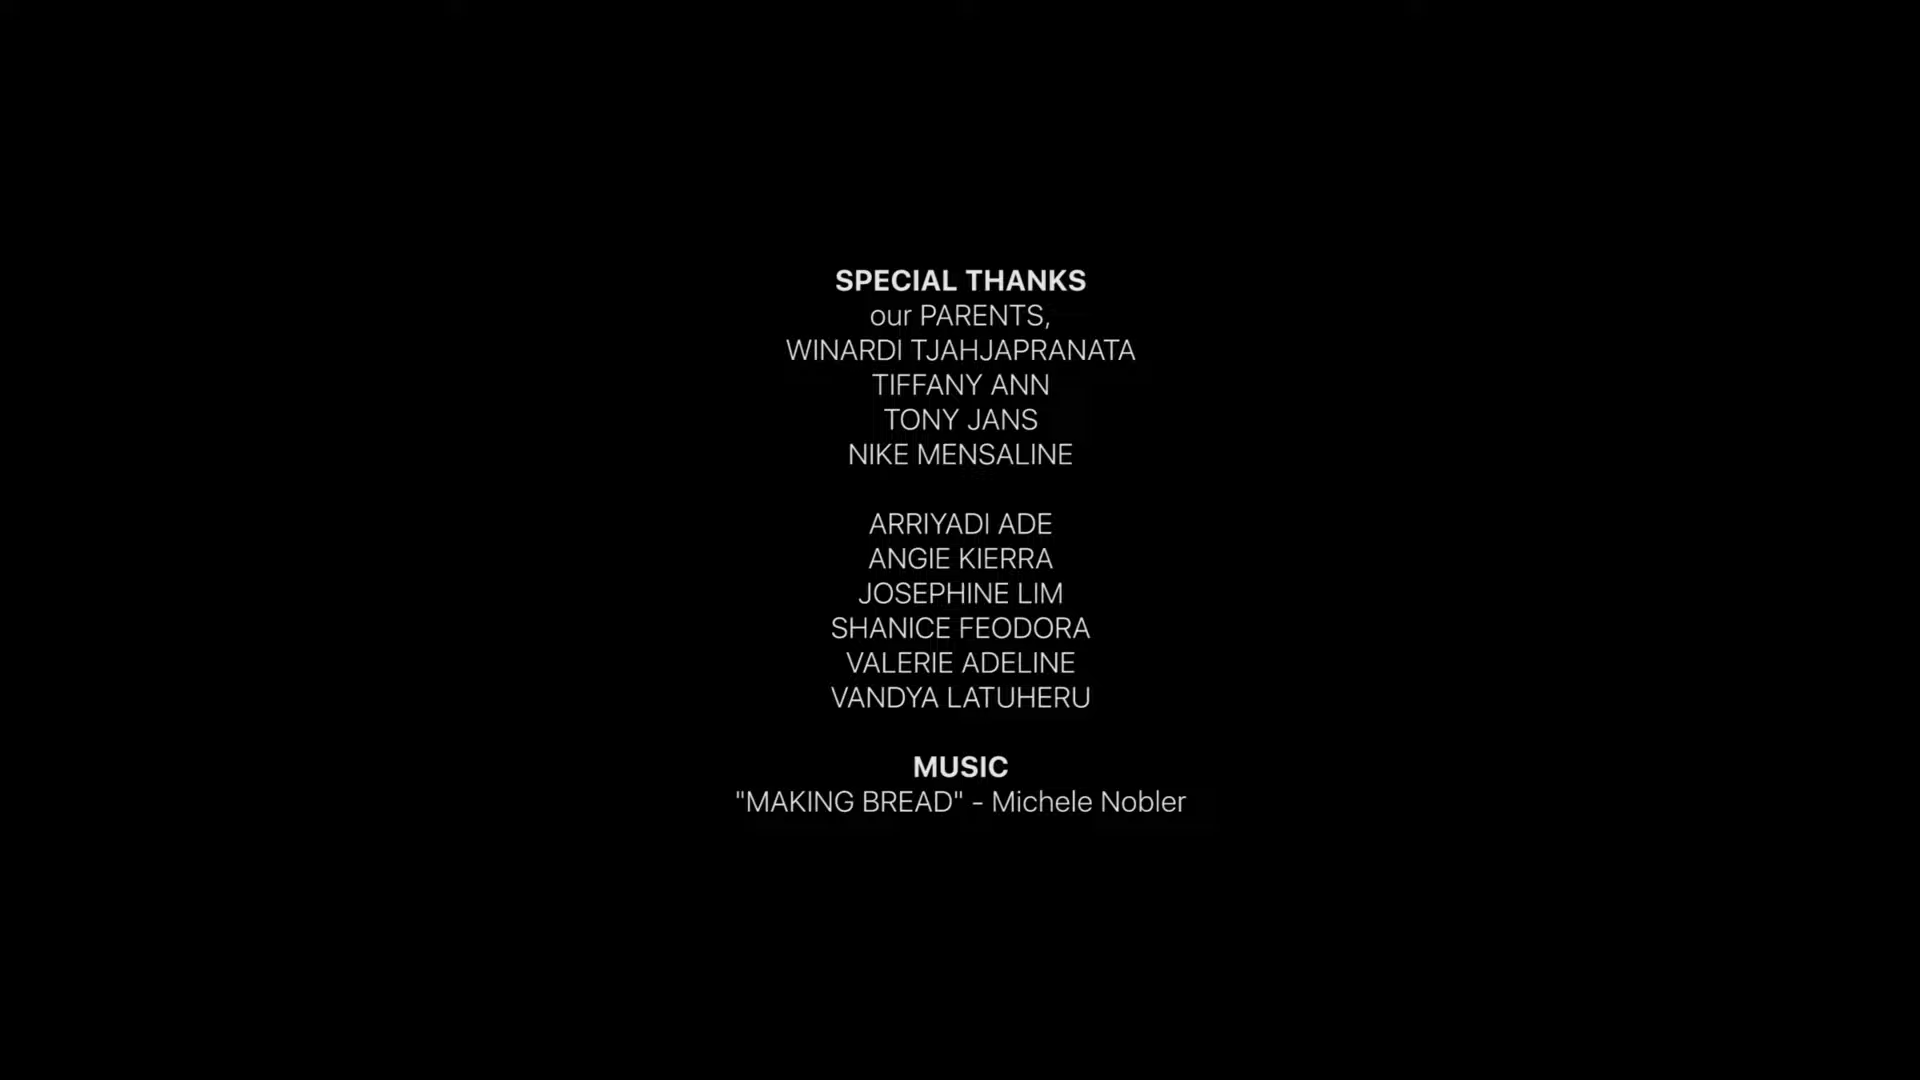 SPECIAL THANKS
our PARENTS,
WINARDI TJAHJAPRANATA
TIFFANY ANN
TONY JANS
NIKE MENSALINE
ARRIYADI ADE
ANGIE KIERRA
JOSEPHINE LIM
SHANICE FEODORA
VALERIE ADELINE
VANDYA LATUHERU
MUSIC
"MAKING BREAD" - Michele Nobler